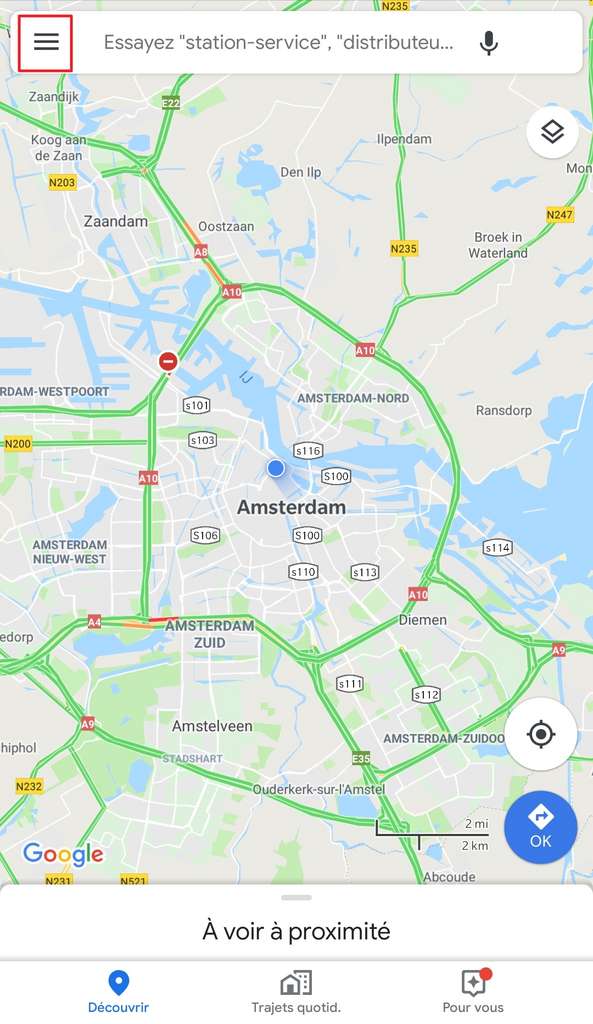 N235
Essayez "station-service", "distributeu...
Zaandijk
E22
Koog aan
de Zaan
Ilpendam
Den Ilp
Mon
N203
Zaandam
Oostzaan
N247
A8
N235
Broek in
Waterland
A10
A10
RDAM-WESTPOORT
IJ
AMSTERDAM-NORD
s101
Ransdorp
s103
N200
s116
A10
S100
Amsterdam
S106
S100
s114
AMSTERDAM
NIEUW-WEST
s110
s113
A10
A4
Diemen
AMSTERDAM
ZUID
edorp
A9
s111
s112
A9
Amstelveen
AMSTERDAM-ZUIDOO
hiphol
STADSHART
E35
N232
Ouderkerk-sur-l'Amstel
2 mi
2 km
OK
Google
Abcoude
N231
N521
À voir à proximité
Découvrir
Trajets quotid.
Pour vous